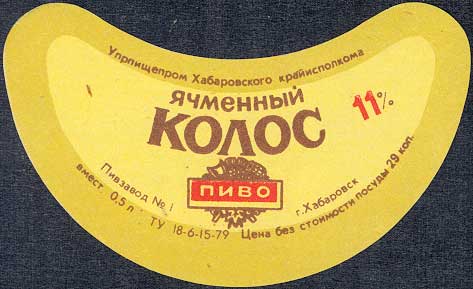 Упрпищепром Хабаровского крайисполкома
ЯЧМЕННЫЙ
КОЛОС
11%
ПИВО
Пивзавод № 1 г. Хабаровск
вмест. 0.5 л. ТУ 18-6-15-79 Цена без стоимости посуды 29 коп.